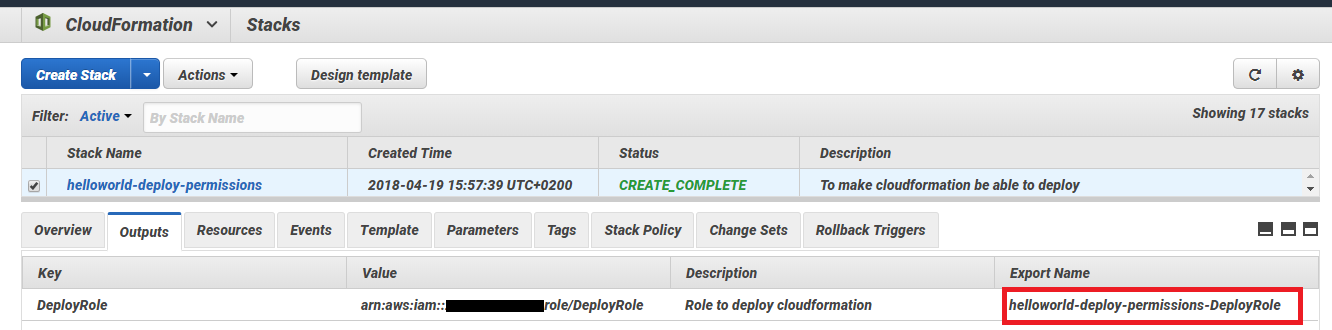 CloudFormation Stacks
Create Stack Actions Design template
Filter: Active By Stack Name Showing 17 stacks
Stack Name Created Time Status Description
helloworld-deploy-permissions 2018-04-19 15:57:39 UTC+0200 CREATE_COMPLETE To make cloudformation be able to deploy
Overview Outputs Resources Events Template Parameters Tags Stack Policy Change Sets Rollback Triggers
Key Value Description Export Name
DeployRole arn:aws:iam:: role/DeployRole Role to deploy cloudformation helloworld-deploy-permissions-DeployRole